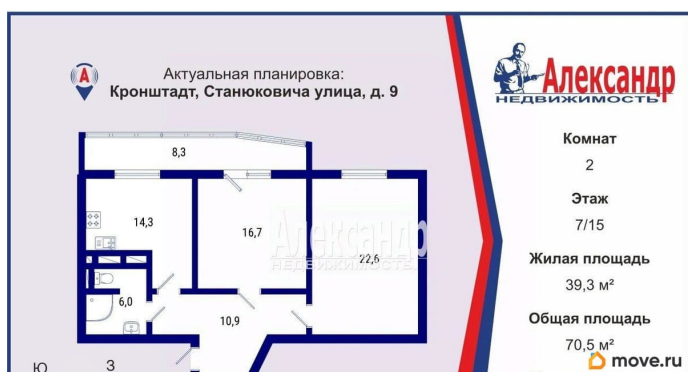 Актуальная планировка:
Кронштадт, Станюковича улица, д. 9
А
Александр
НЕДВИЖИМОСТЬ
8,3
14,3
16,7
22,6
6,0
10,9
Александр
НЕДВИЖИМОСТЬ
Ю
З
Комнат
2
Этаж
7/15
Жилая площадь
39,3 м²
Общая площадь
70,5 м²
move.ru